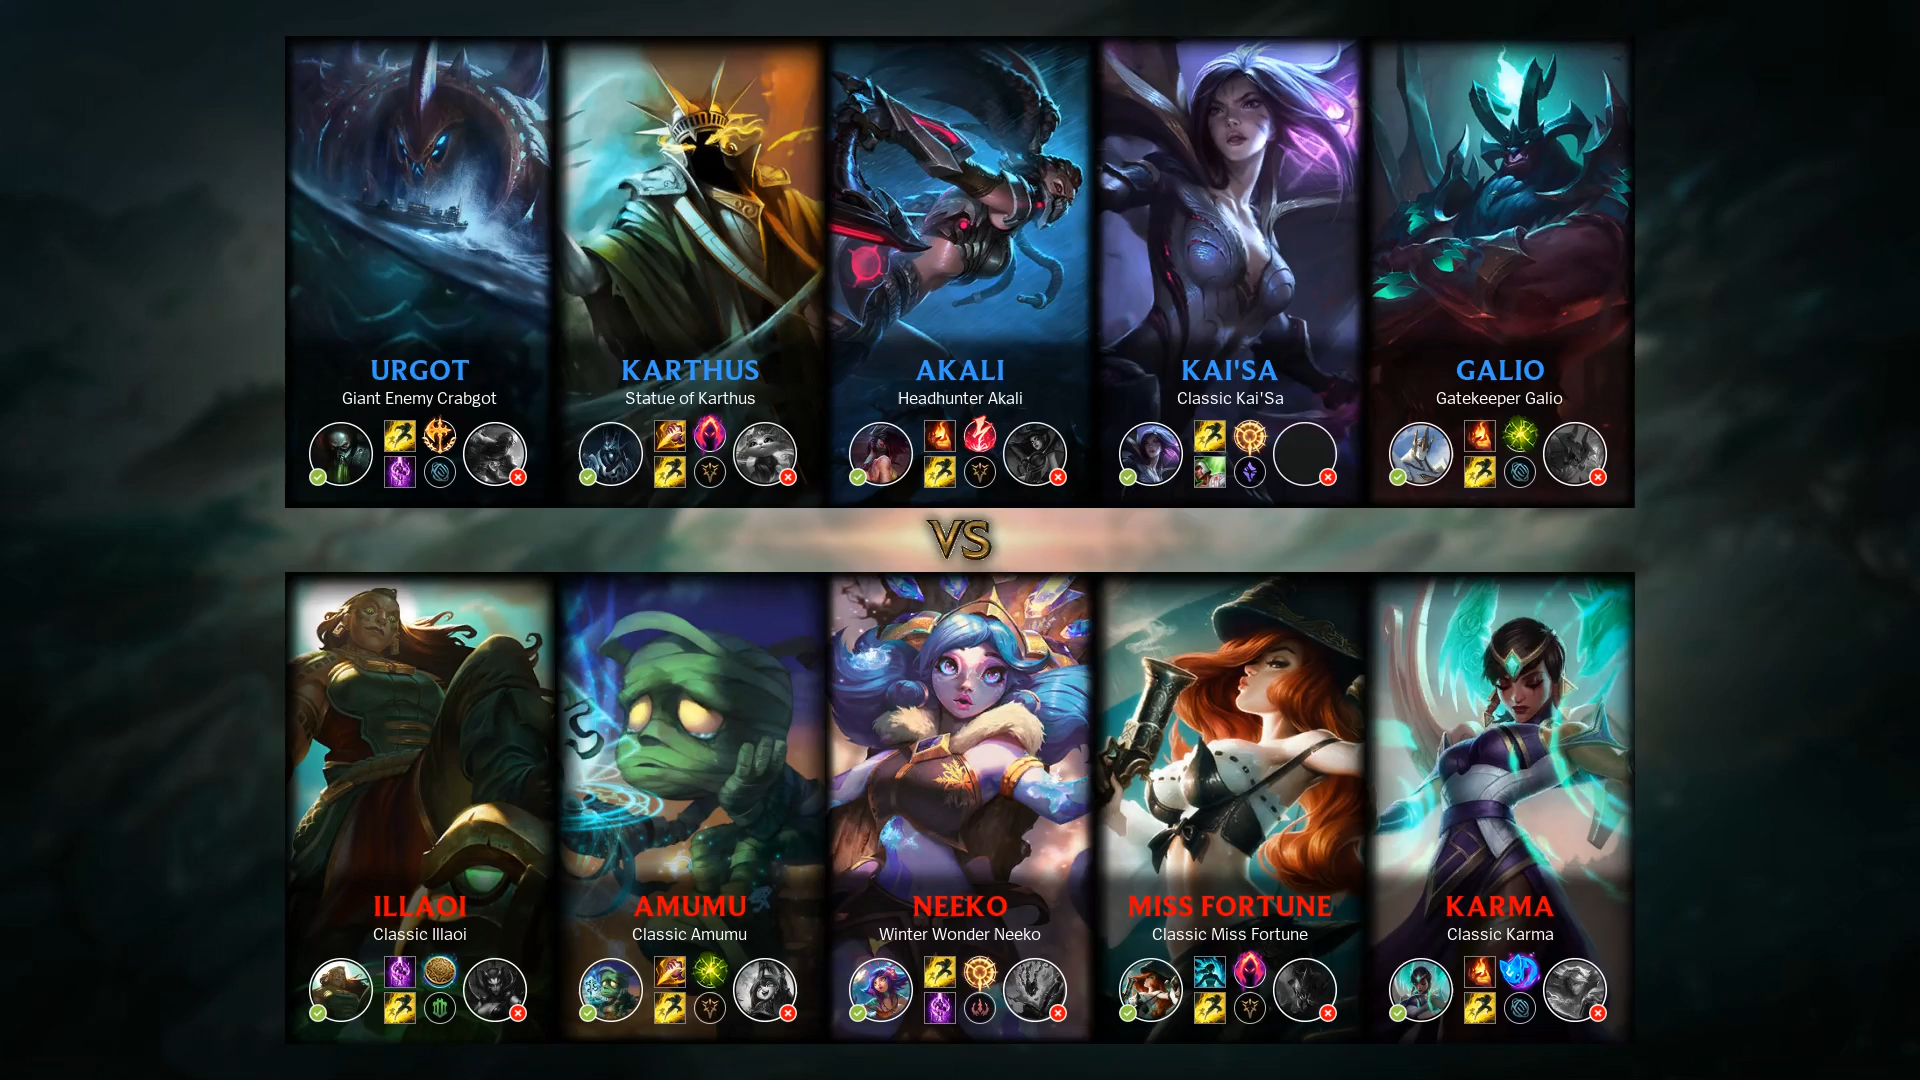 URGOT
Giant Enemy Crabgot
KARTHUS
Statue of Karthus
AKALI
Headhunter Akali
KAI'SA
Classic Kai'Sa
GALIO
Gatekeeper Galio
VS
ILLAOI
Classic Illaoi
AMUMU
Classic Amumu
NEEKO
Winter Wonder Neeko
MISS FORTUNE
Classic Miss Fortune
KARMA
Classic Karma